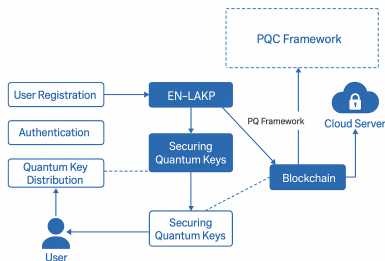 PQC Framework
User Registration
EN-LAKP
PQ Framework
Cloud Server
Authentication
Securing
Quantum Keys
Quantum Key
Distribution
Blockchain
Securing
Quantum Keys
User